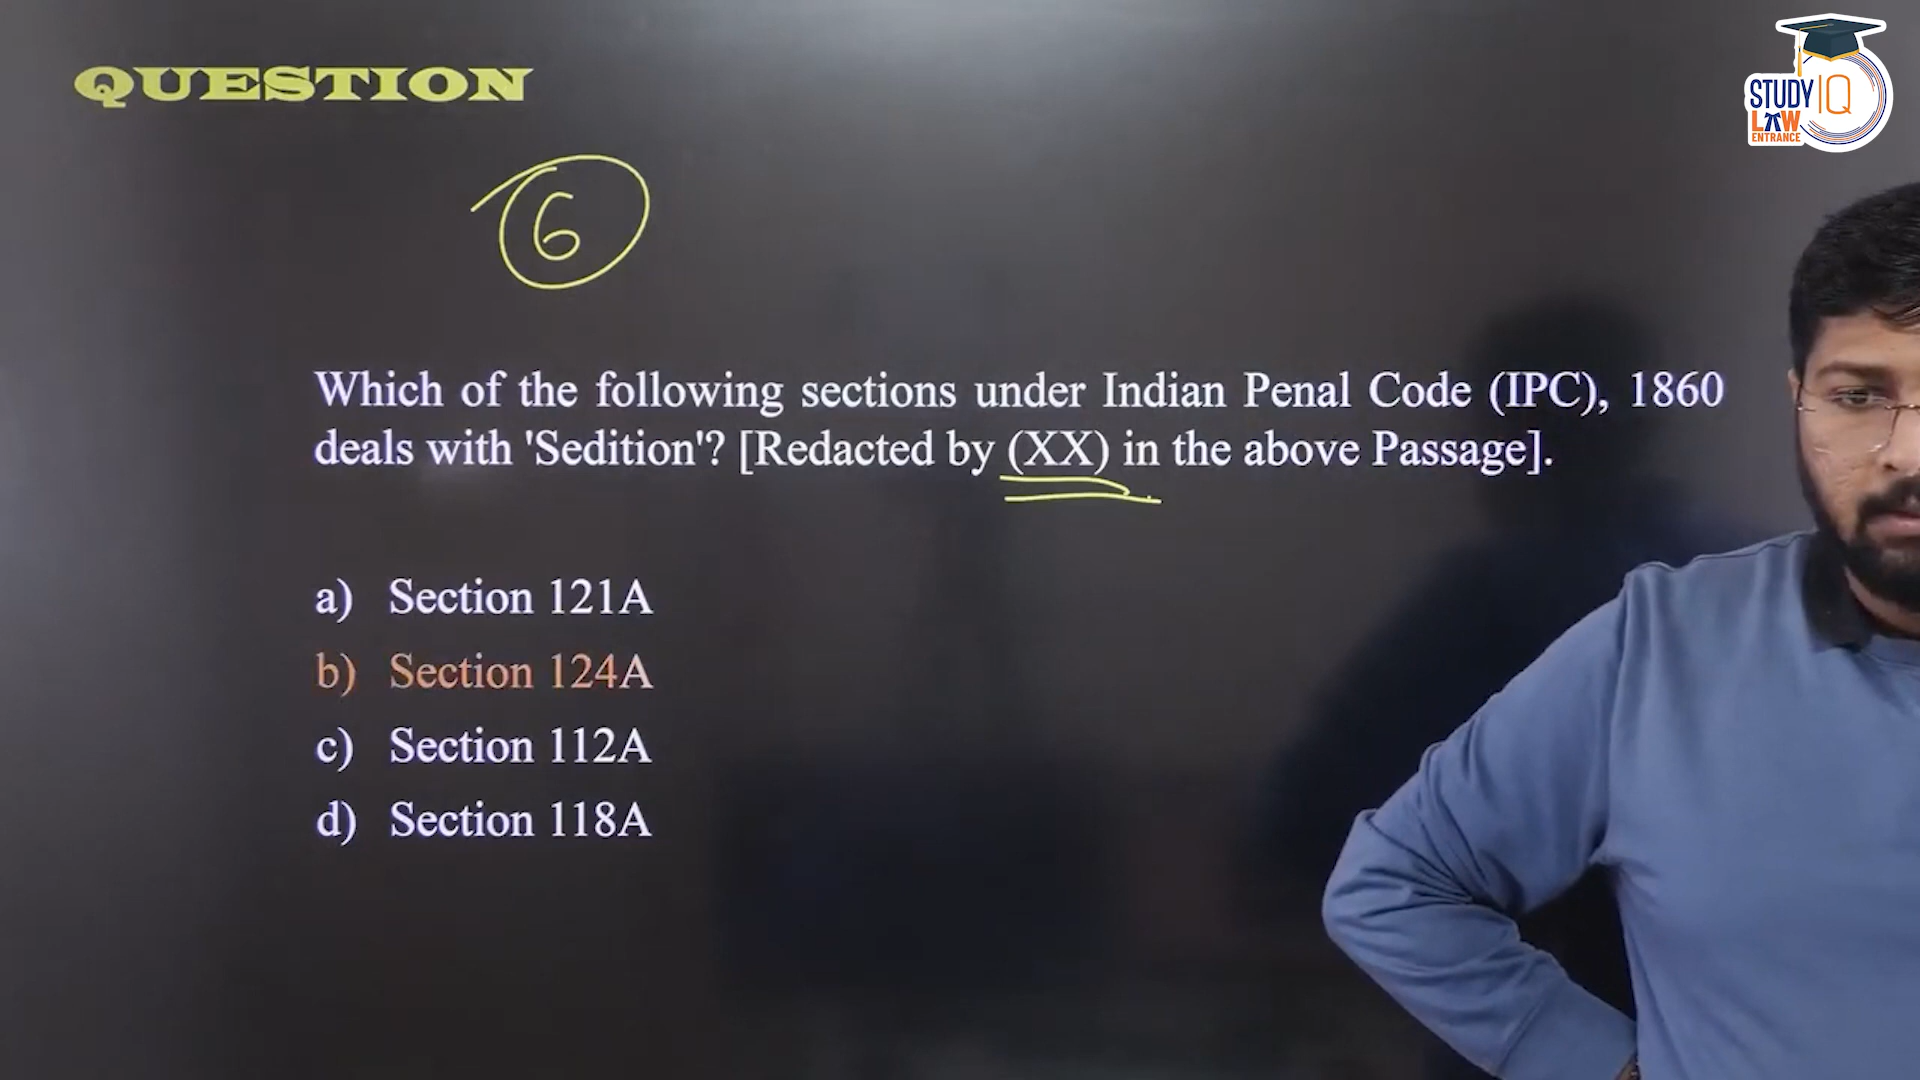 QUESTION
STUDY IQ
LAW
ENTRANCE
6
Which of the following sections under Indian Penal Code (IPC), 1860
deals with 'Sedition'? [Redacted by (XX) in the above Passage].
a) Section 121A
b) Section 124A
c) Section 112A
d) Section 118A